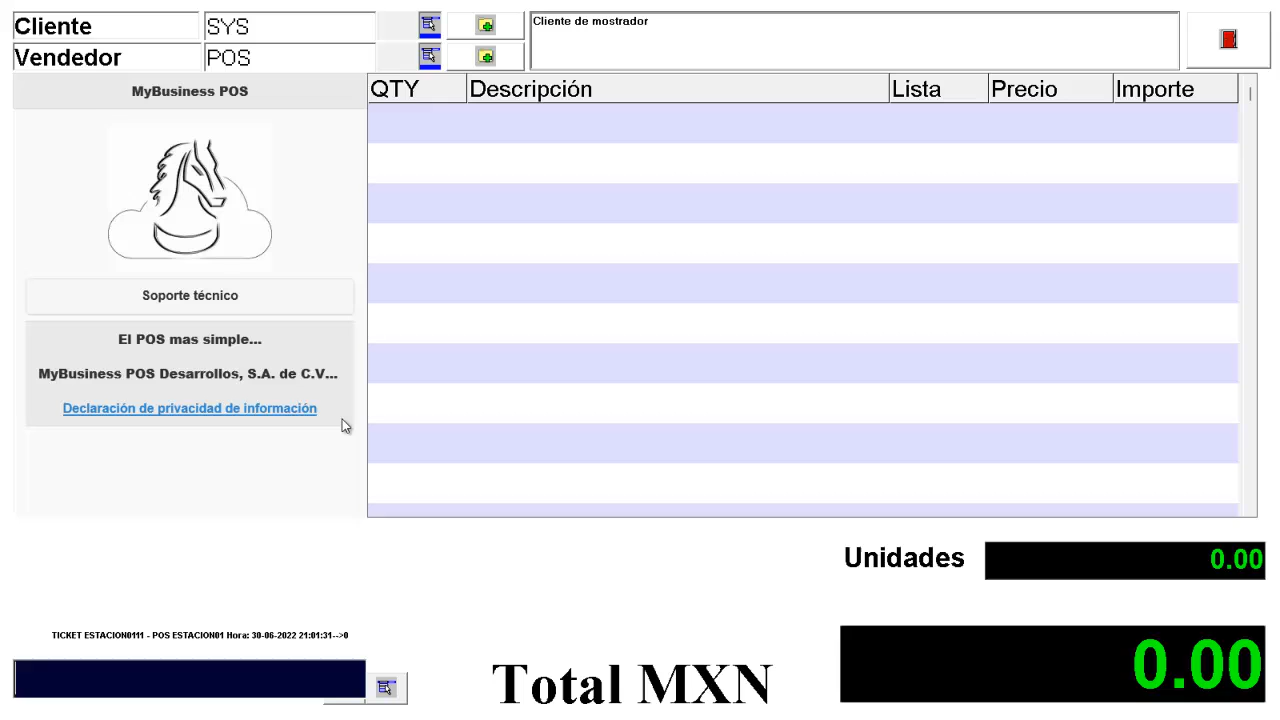 Cliente SYS
Cliente de mostrador
Vendedor POS
MyBusiness POS
QTY Descripción Lista Precio Importe
Soporte técnico
El POS mas simple...
MyBusiness POS Desarrollos, S.A. de C.V...
Declaración de privacidad de información
Unidades 0.00
TICKET ESTACION0111 - POS ESTACION01 Hora: 30-06-2022 21:01:31-->0
Total MXN 0.00